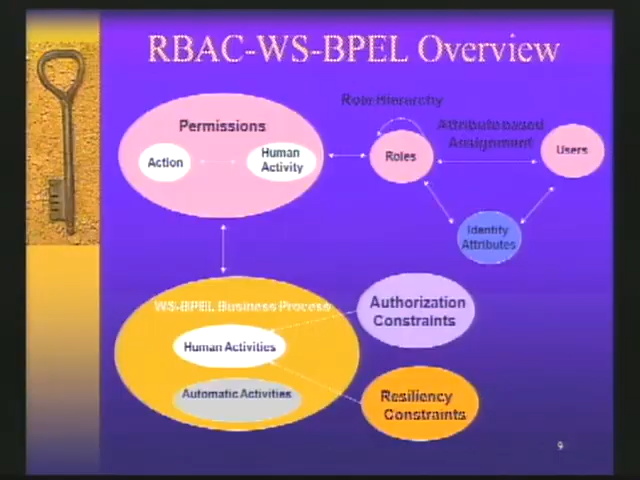 RBAC-WS-BPEL Overview
Role Hierarchy
Permissions
Attribute based
Assignment
Action
Human
Activity
Roles
Users
Identity
Attributes
WS-BPEL Business Process
Authorization
Constraints
Human Activities
Automatic Activities
Resiliency
Constraints
9